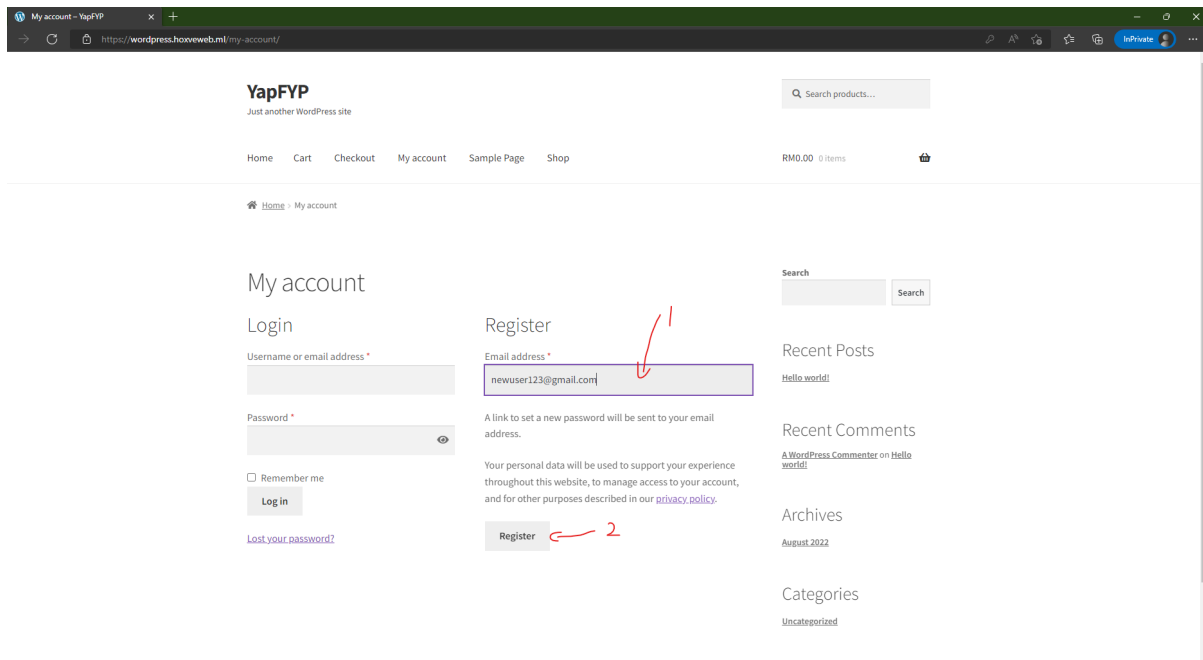 My account – YapFYP
https://wordpress.hoxveweb.ml/my-account/
InPrivate
YapFYP
Just another WordPress site
Search products…
Home Cart Checkout My account Sample Page Shop
RM0.00 0 items
Home › My account
My account
Login
Username or email address *
Password *
Remember me
Log in
Lost your password?
Register
1
Email address *
newuser123@gmail.com
A link to set a new password will be sent to your email
address.
Your personal data will be used to support your experience
throughout this website, to manage access to your account,
and for other purposes described in our privacy policy.
Register
2
Search
Search
Recent Posts
Hello world!
Recent Comments
A WordPress Commenter on Hello
world!
Archives
August 2022
Categories
Uncategorized